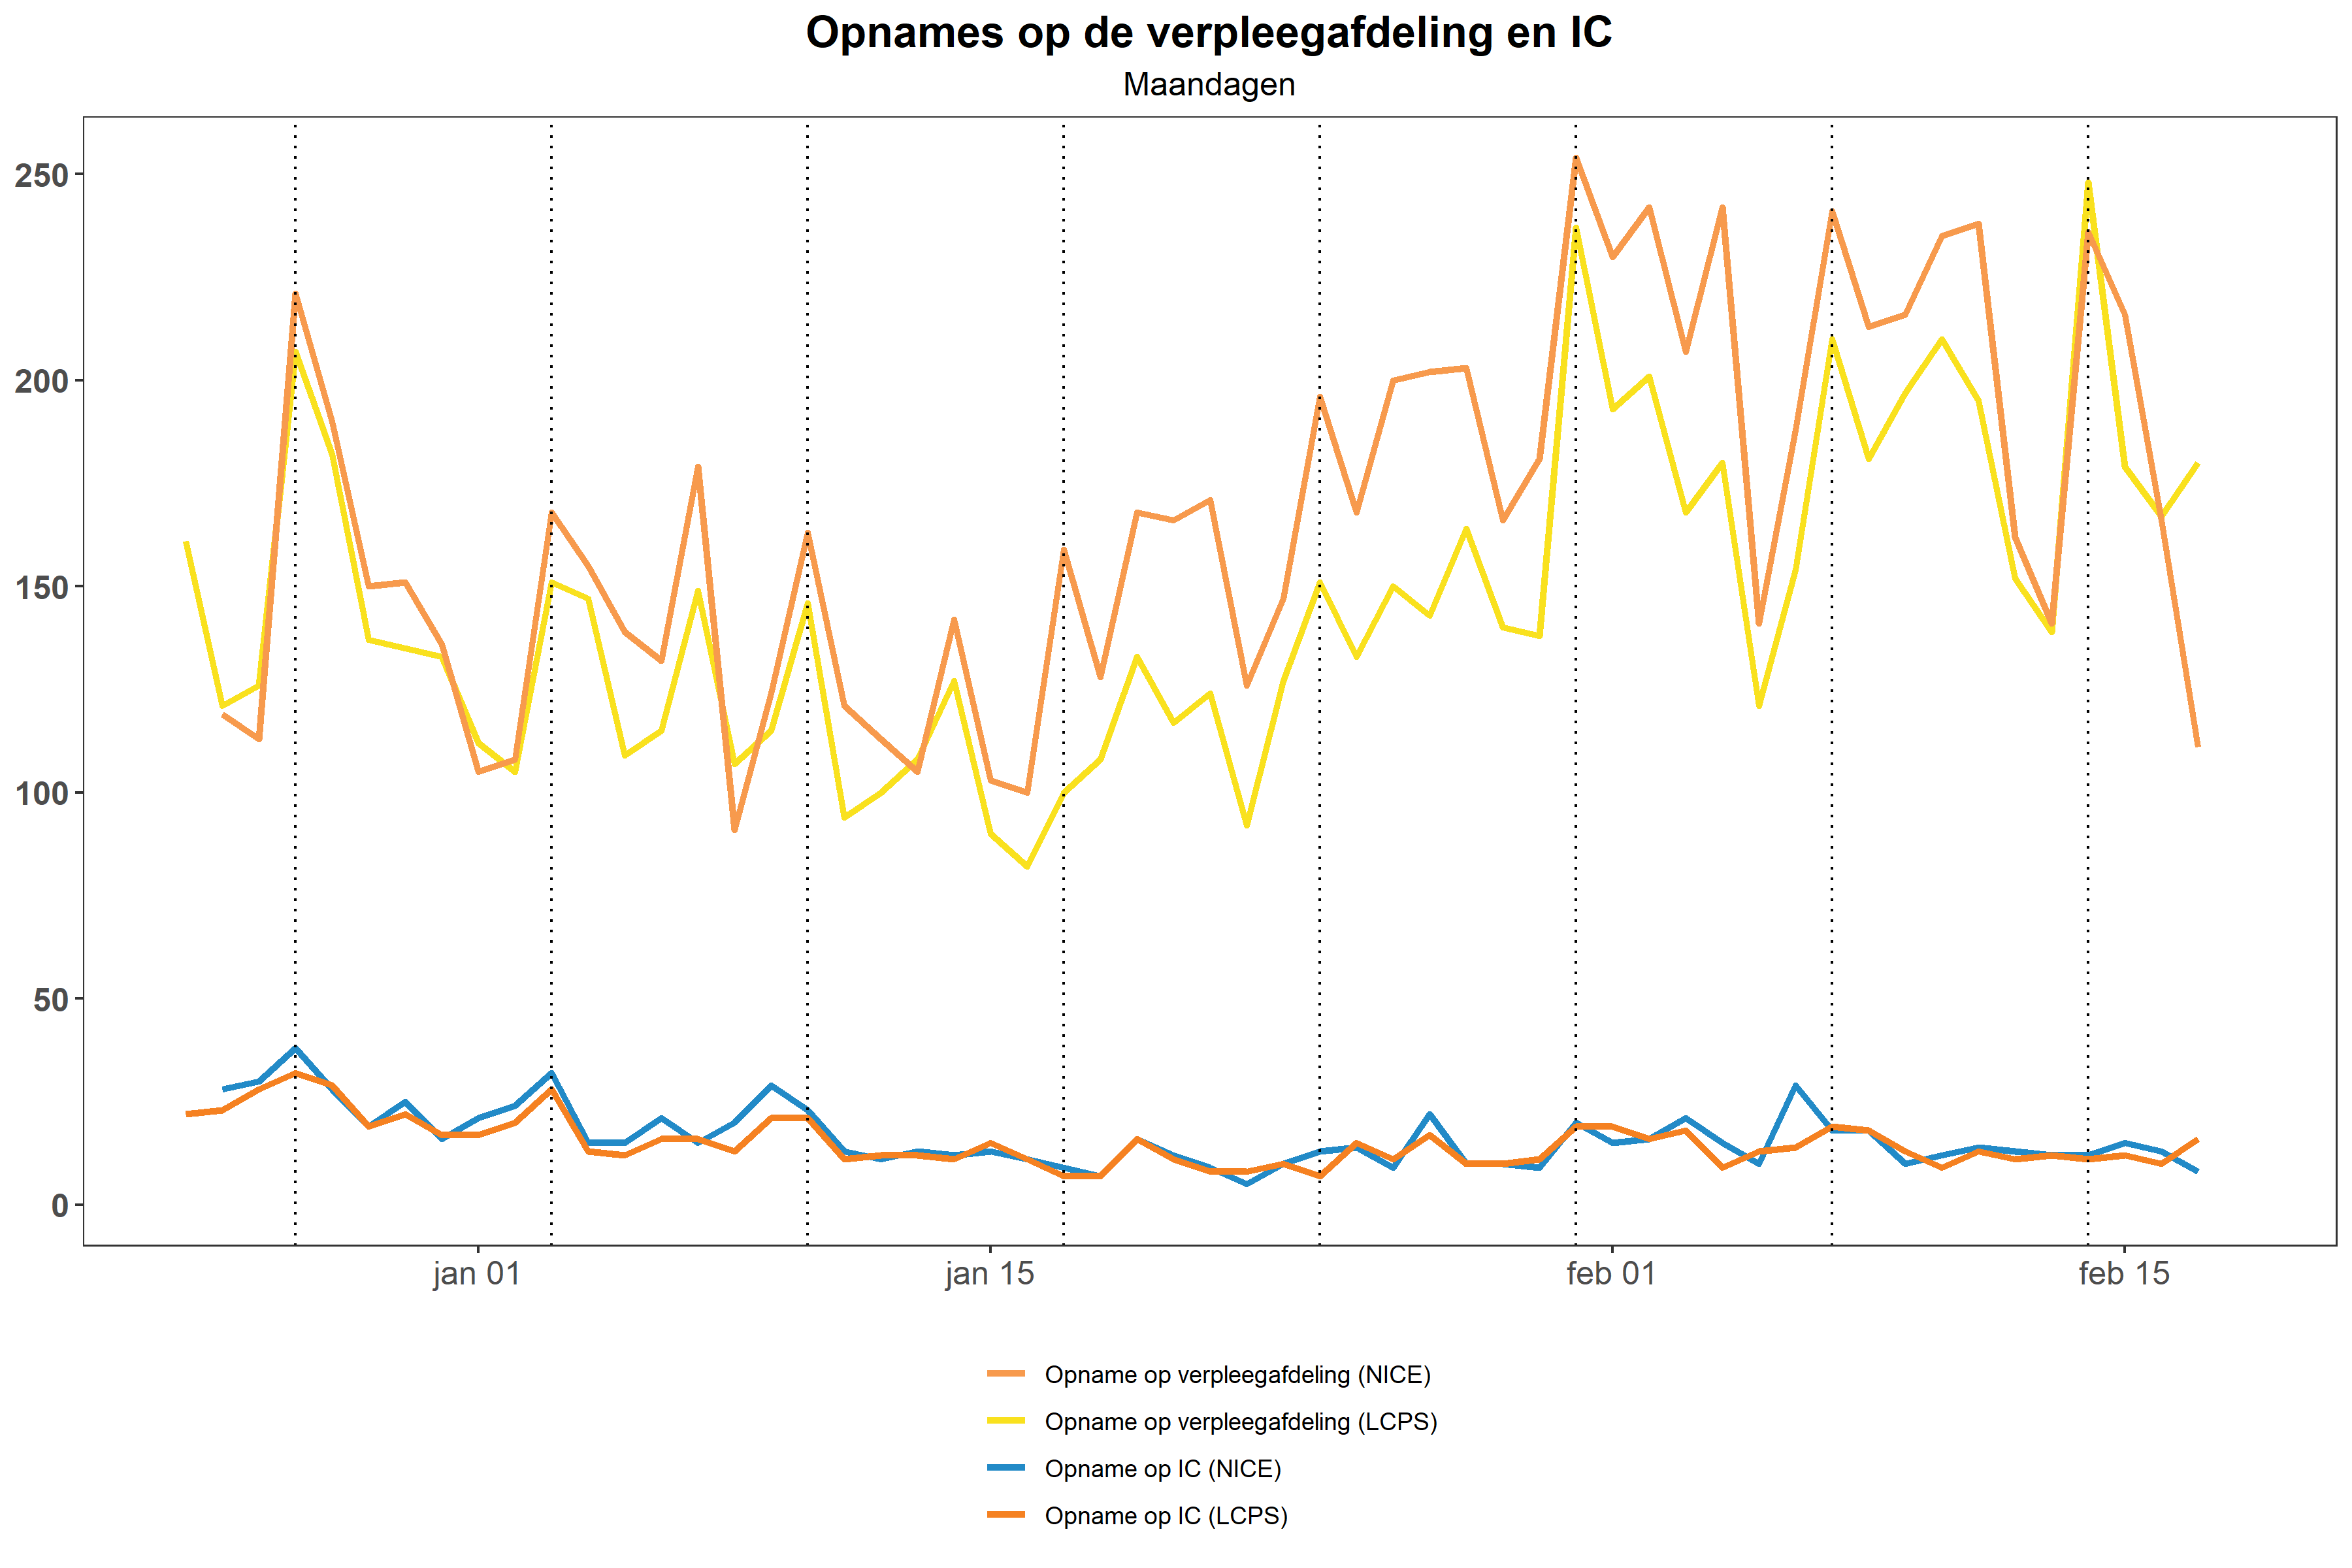 Opnames op de verpleegafdeling en IC
Maandagen
250
200
150
100
50
0
jan 01 jan 15 feb 01 feb 15
Opname op verpleegafdeling (NICE)
Opname op verpleegafdeling (LCPS)
Opname op IC (NICE)
Opname op IC (LCPS)